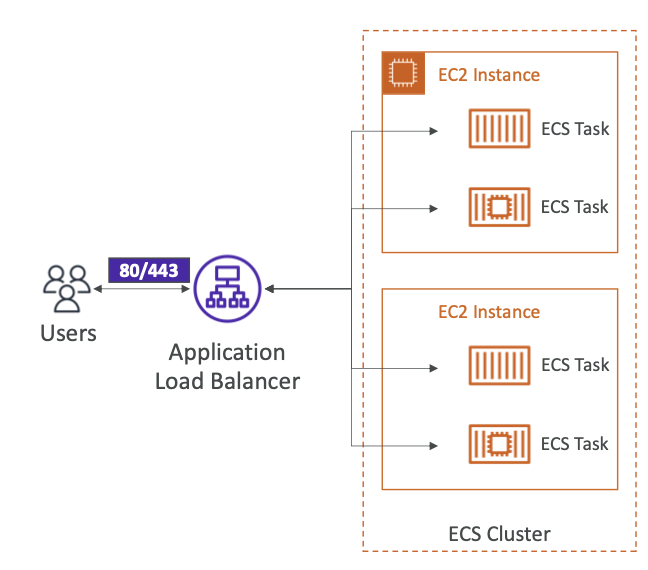 EC2 Instance
ECS Task
ECS Task
80/443
Users
Application
Load Balancer
EC2 Instance
ECS Task
ECS Task
ECS Cluster